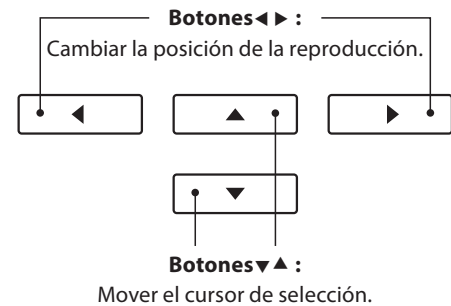 Botones◀ ▶ :
Cambiar la posición de la reproducción.
◀
▲
▶
▼
Botones▼▲ :
Mover el cursor de selección.